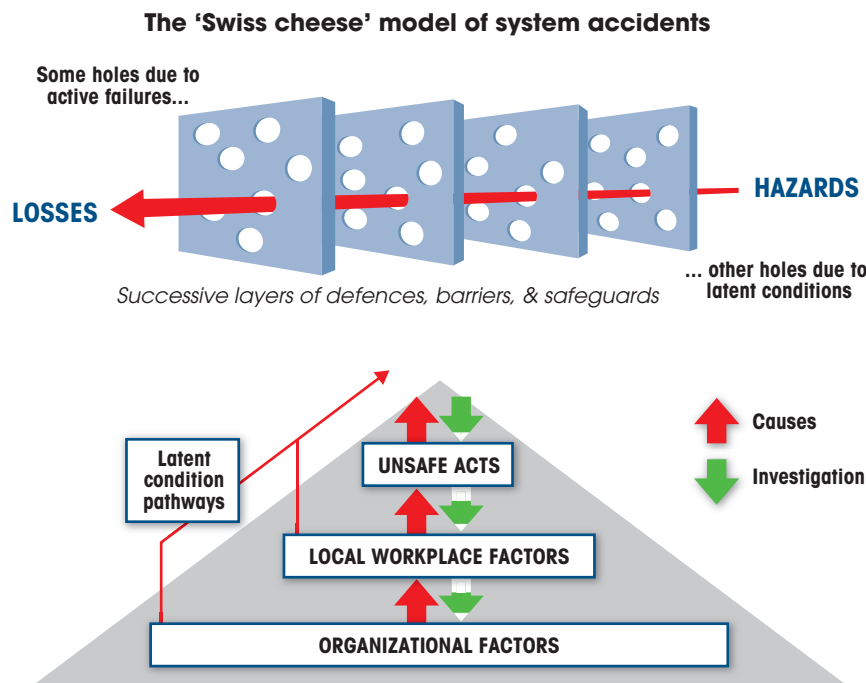 The ‘Swiss cheese’ model of system accidents
Some holes due to
active failures...
LOSSES
HAZARDS
... other holes due to
latent conditions
Successive layers of defences, barriers, & safeguards
Latent
condition
pathways
UNSAFE ACTS
LOCAL WORKPLACE FACTORS
ORGANIZATIONAL FACTORS
Causes
Investigation